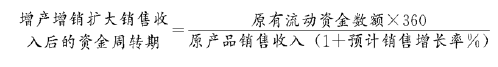 增产增销扩大销售收
入后的资金周转期
=
原有流动资金数额×360
原产品销售收入（1＋预计销售增长率%）